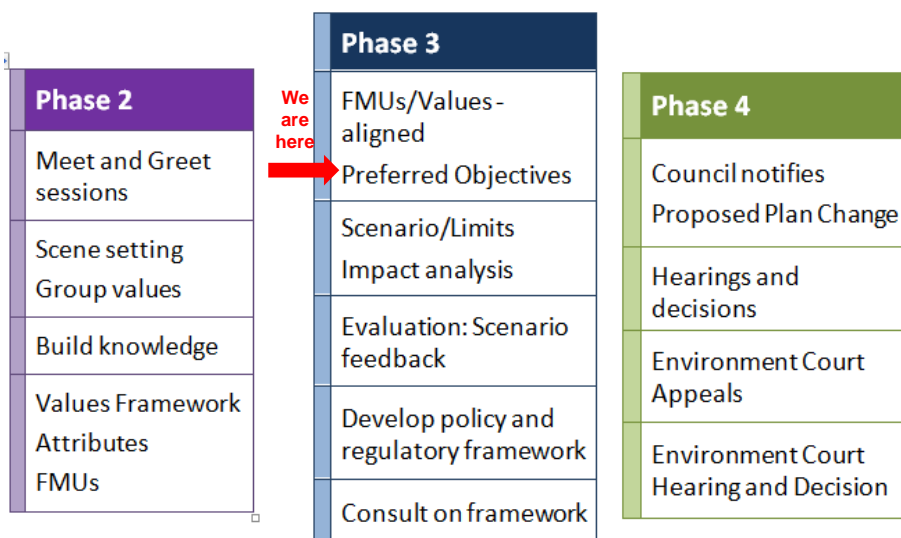 Phase 2
Meet and Greet
sessions
Scene setting
Group values
Build knowledge
Values Framework
Attributes
FMUs
We
are
here
Phase 3
FMUs/Values -
aligned
Preferred Objectives
Scenario/Limits
Impact analysis
Evaluation: Scenario
feedback
Develop policy and
regulatory framework
Consult on framework
Phase 4
Council notifies
Proposed Plan Change
Hearings and
decisions
Environment Court
Appeals
Environment Court
Hearing and Decision